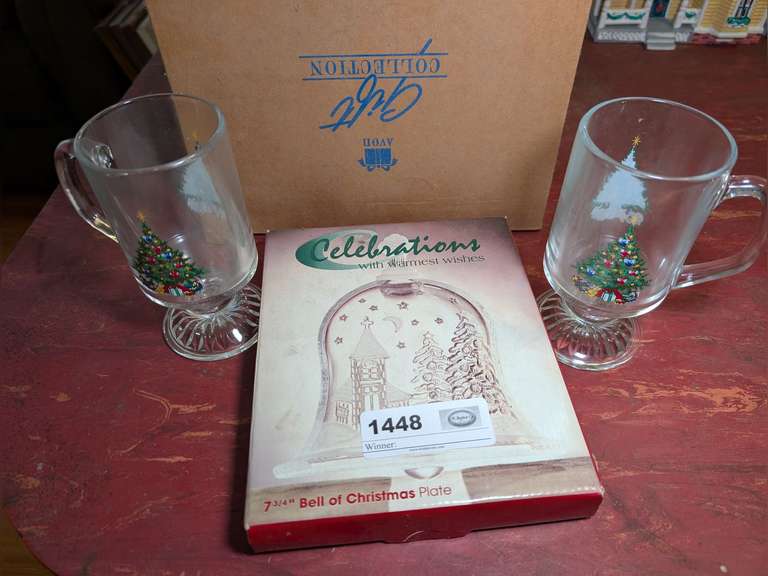 Gift
COLLECTION
AVON
Celebrations
with warmest wishes
1448
Winner:
7 3/4" Bell of Christmas Plate